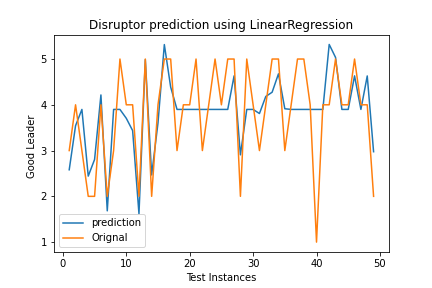 Disruptor prediction using LinearRegression
Good Leader
5
4
3
2
1
prediction
Orignal
0 10 20 30 40 50
Test Instances